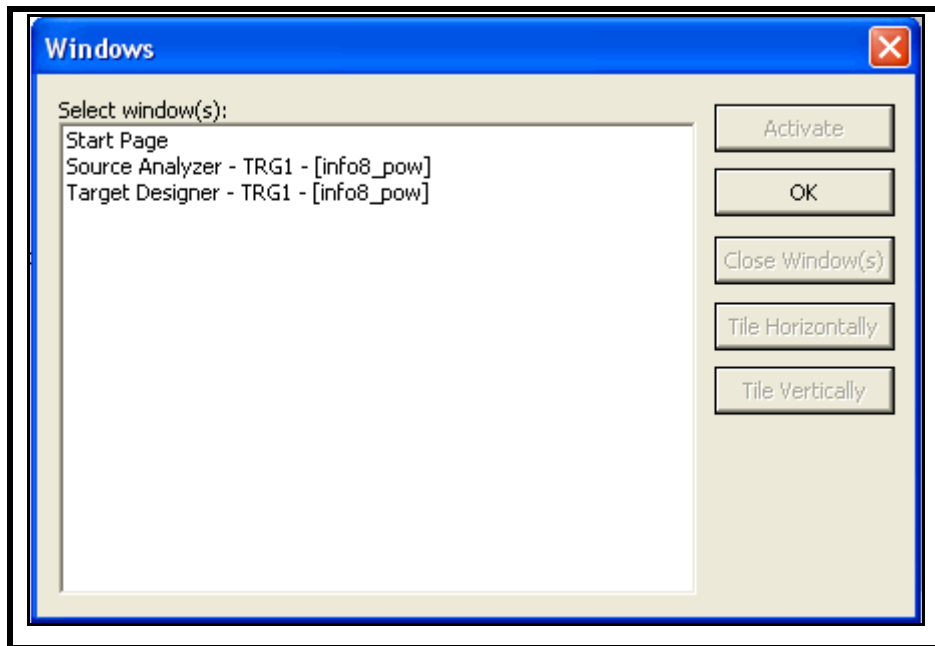 Windows
Select window(s):
Start Page
Source Analyzer - TRG1 - [info8_pow]
Target Designer - TRG1 - [info8_pow]
Activate
OK
Close Window(s)
Tile Horizontally
Tile Vertically